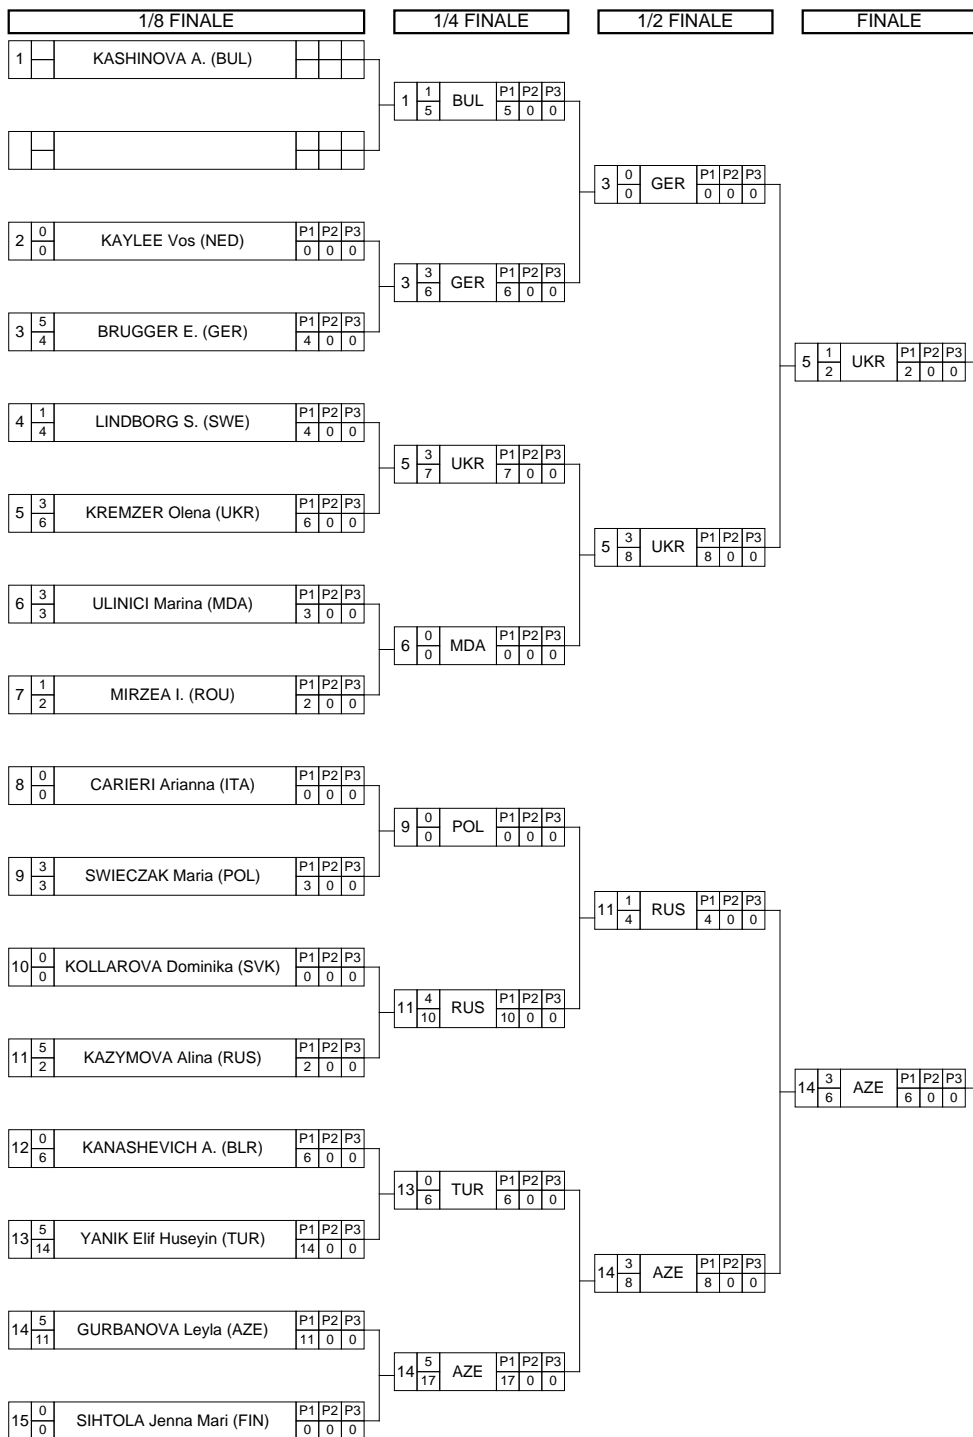 1/8 FINALE 1/4 FINALE 1/2 FINALE FINALE
1 KASHINOVA A. (BUL)
1 1 BUL P1 P2 P3
5 5 0 0
3 0 GER P1 P2 P3
0 0 0 0
2 0 KAYLEE Vos (NED) P1 P2 P3
0 0 0 0
3 3 GER P1 P2 P3
6 6 0 0
3 5 BRUGGER E. (GER) P1 P2 P3
4 4 0 0
5 1 UKR P1 P2 P3
2 2 0 0
4 1 LINDBORG S. (SWE) P1 P2 P3
4 4 0 0
5 3 UKR P1 P2 P3
7 7 0 0
5 3 KREMZER Olena (UKR) P1 P2 P3
6 6 0 0
5 3 UKR P1 P2 P3
8 8 0 0
6 3 ULINICI Marina (MDA) P1 P2 P3
3 3 0 0
6 0 MDA P1 P2 P3
0 0 0 0
7 1 MIRZEA I. (ROU) P1 P2 P3
2 2 0 0
8 0 CARIERI Arianna (ITA) P1 P2 P3
0 0 0 0
9 0 POL P1 P2 P3
0 0 0 0
9 3 SWIECZAK Maria (POL) P1 P2 P3
3 3 0 0
11 1 RUS P1 P2 P3
4 4 0 0
10 0 KOLLAROVA Dominika (SVK) P1 P2 P3
0 0 0 0
11 4 RUS P1 P2 P3
10 10 0 0
11 5 KAZYMOVA Alina (RUS) P1 P2 P3
2 2 0 0
14 3 AZE P1 P2 P3
6 6 0 0
12 0 KANASHEVICH A. (BLR) P1 P2 P3
6 6 0 0
13 0 TUR P1 P2 P3
6 6 0 0
13 5 YANIK Elif Huseyin (TUR) P1 P2 P3
14 14 0 0
14 3 AZE P1 P2 P3
8 8 0 0
14 5 GURBANOVA Leyla (AZE) P1 P2 P3
11 11 0 0
14 5 AZE P1 P2 P3
17 17 0 0
15 0 SIHTOLA Jenna Mari (FIN) P1 P2 P3
0 0 0 0